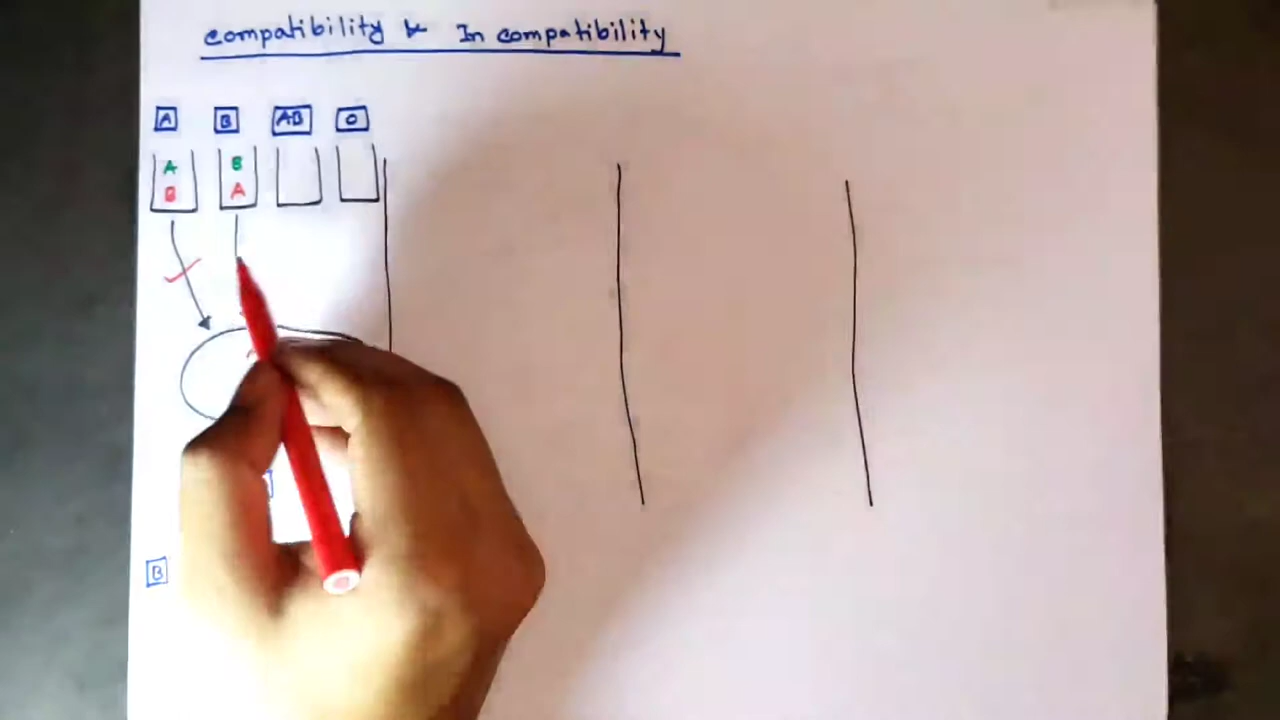 compatibility & In compatibility
A B AB O
A B
B A
B